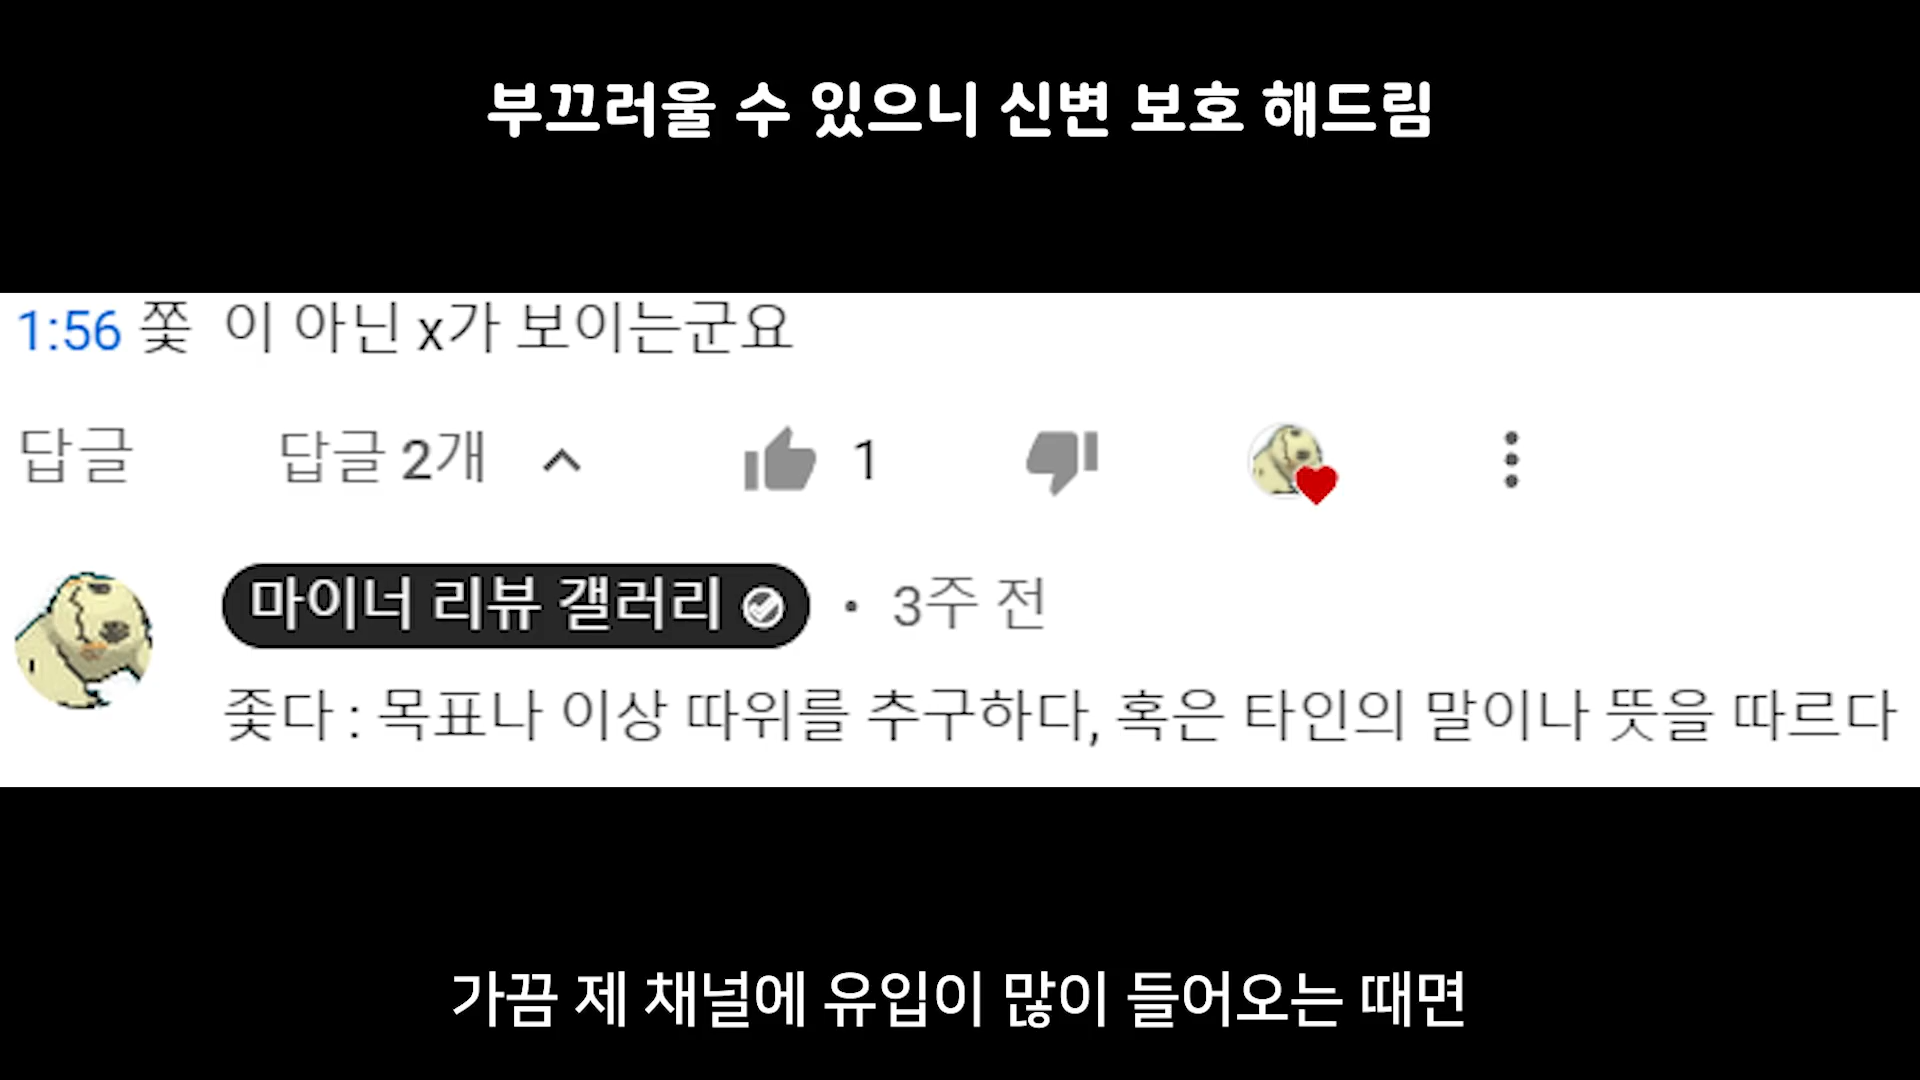 부끄러울 수 있으니 신변 보호 해드림
1:56 쫓 이 아닌 x가 보이는군요
답글 답글 2개 1
마이너 리뷰 갤러리 • 3주 전
좇다 : 목표나 이상 따위를 추구하다, 혹은 타인의 말이나 뜻을 따르다
가끔 제 채널에 유입이 많이 들어오는 때면